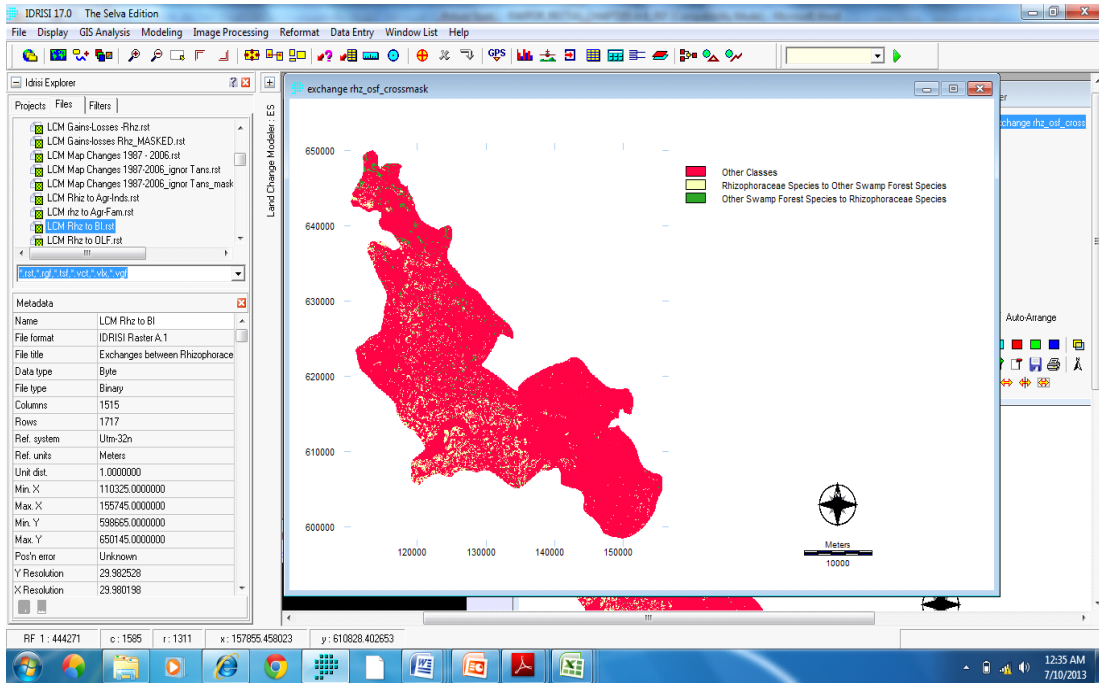 IDRISI 17.0 The Selva Edition
File Display GIS Analysis Modeling Image Processing Reformat Data Entry Window List Help
GPS
Idrisi Explorer
Projects Files Filters
LCM Gains-Losses -Rhz.rst
LCM Gains-losses Rhz_MASKED.rst
LCM Map Changes 1987 - 2006.rst
LCM Map Changes 1987-2006_ignor Tans.rst
LCM Map Changes 1987-2006_ignor Tans_mask
LCM Rhiz to Agr-Inds.rst
LCM rhz to Agr-Fam.rst
LCM Rhz to BI.rst
LCM Rhz to OLF.rst
*.rst,*.rgf,*.tsf,*.vct,*.vlx,*.vgf
Metadata
Name LCM Rhz to BI
File format IDRISI Raster A.1
File title Exchanges between Rhizophorace
Data type Byte
File type Binary
Columns 1515
Rows 1717
Ref. system Utm-32n
Ref. units Meters
Unit dist. 1.0000000
Min. X 110325.0000000
Max. X 155745.0000000
Min. Y 598665.0000000
Max. Y 650145.0000000
Pos'n error Unknown
Y Resolution 29.982528
X Resolution 29.980198
Land Change Modeler : ES
exchange rhz_osf_crossmask
650000
640000
630000
620000
610000
600000
120000 130000 140000 150000
Other Classes
Rhizophoraceae Species to Other Swamp Forest Species
Other Swamp Forest Species to Rhizophoraceae Species
Meters
10000
er
xchange rhz_osf_cross
Auto-Arrange
RF 1 : 444271 c : 1585 r : 1311 x : 157855.458023 y : 610828.402653
12:35 AM
7/10/2013